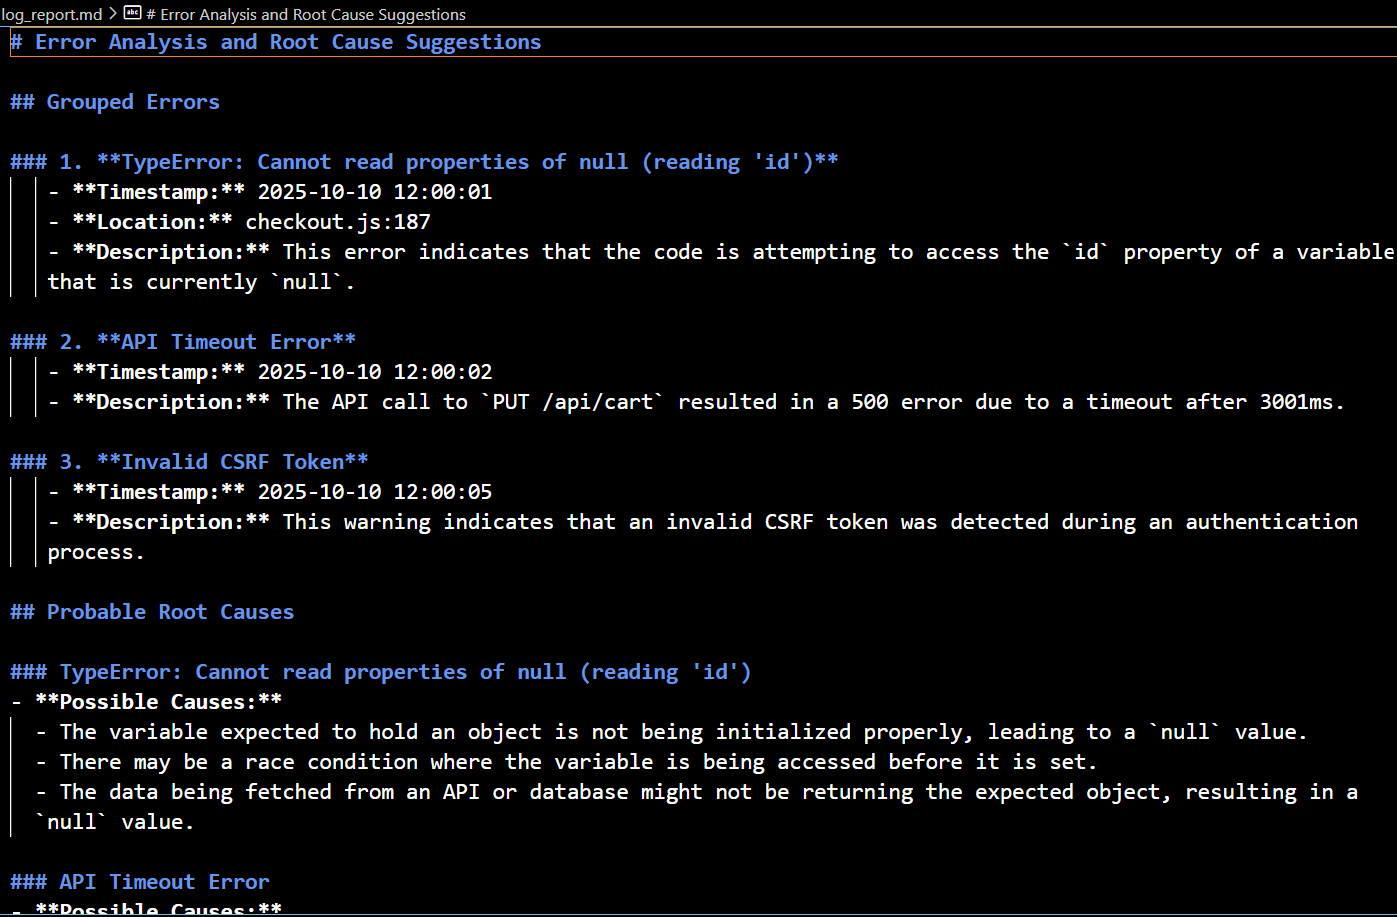 log_report.md > abc # Error Analysis and Root Cause Suggestions
# Error Analysis and Root Cause Suggestions
## Grouped Errors
### 1. **TypeError: Cannot read properties of null (reading 'id')**
- **Timestamp:** 2025-10-10 12:00:01
- **Location:** checkout.js:187
- **Description:** This error indicates that the code is attempting to access the `id` property of a variable
that is currently `null`.
### 2. **API Timeout Error**
- **Timestamp:** 2025-10-10 12:00:02
- **Description:** The API call to `PUT /api/cart` resulted in a 500 error due to a timeout after 3001ms.
### 3. **Invalid CSRF Token**
- **Timestamp:** 2025-10-10 12:00:05
- **Description:** This warning indicates that an invalid CSRF token was detected during an authentication
process.
## Probable Root Causes
### TypeError: Cannot read properties of null (reading 'id')
- **Possible Causes:**
- The variable expected to hold an object is not being initialized properly, leading to a `null` value.
- There may be a race condition where the variable is being accessed before it is set.
- The data being fetched from an API or database might not be returning the expected object, resulting in a
`null` value.
### API Timeout Error
- **Possible Causes:**